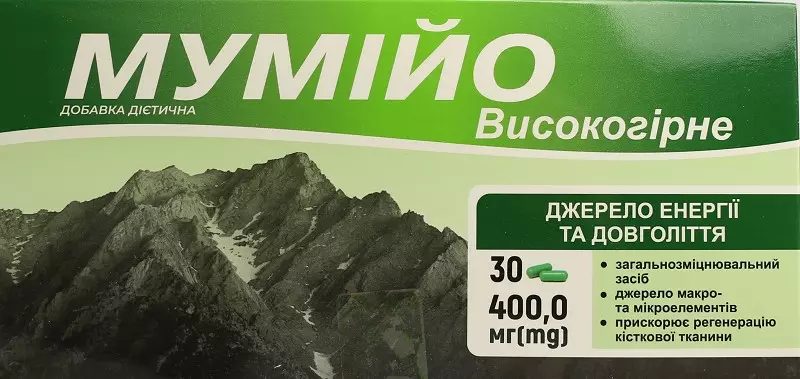 МУМІЙО
ДОБАВКА ДІЄТИЧНА
Високогірне
ДЖЕРЕЛО ЕНЕРГІЇ
ТА ДОВГОЛІТТЯ
30
400,0
мг(mg)
• загальнозміцнювальний
засіб
• джерело макро-
та мікроелементів
• прискорює регенерацію
кісткової тканини